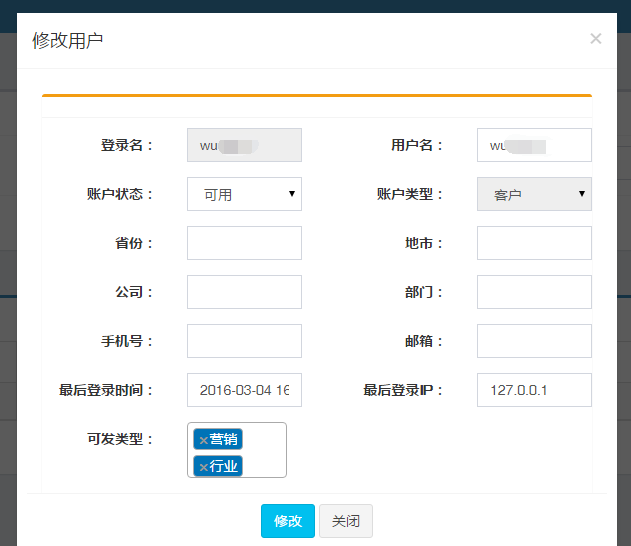 修改用户 ×
登录名： wu 用户名： wu
账户状态： 可用 账户类型： 客户
省份： 地市：
公司： 部门：
手机号： 邮箱：
最后登录时间： 2016-03-04 16 最后登录IP： 127.0.0.1
可发类型： ×营销
×行业
修改 关闭